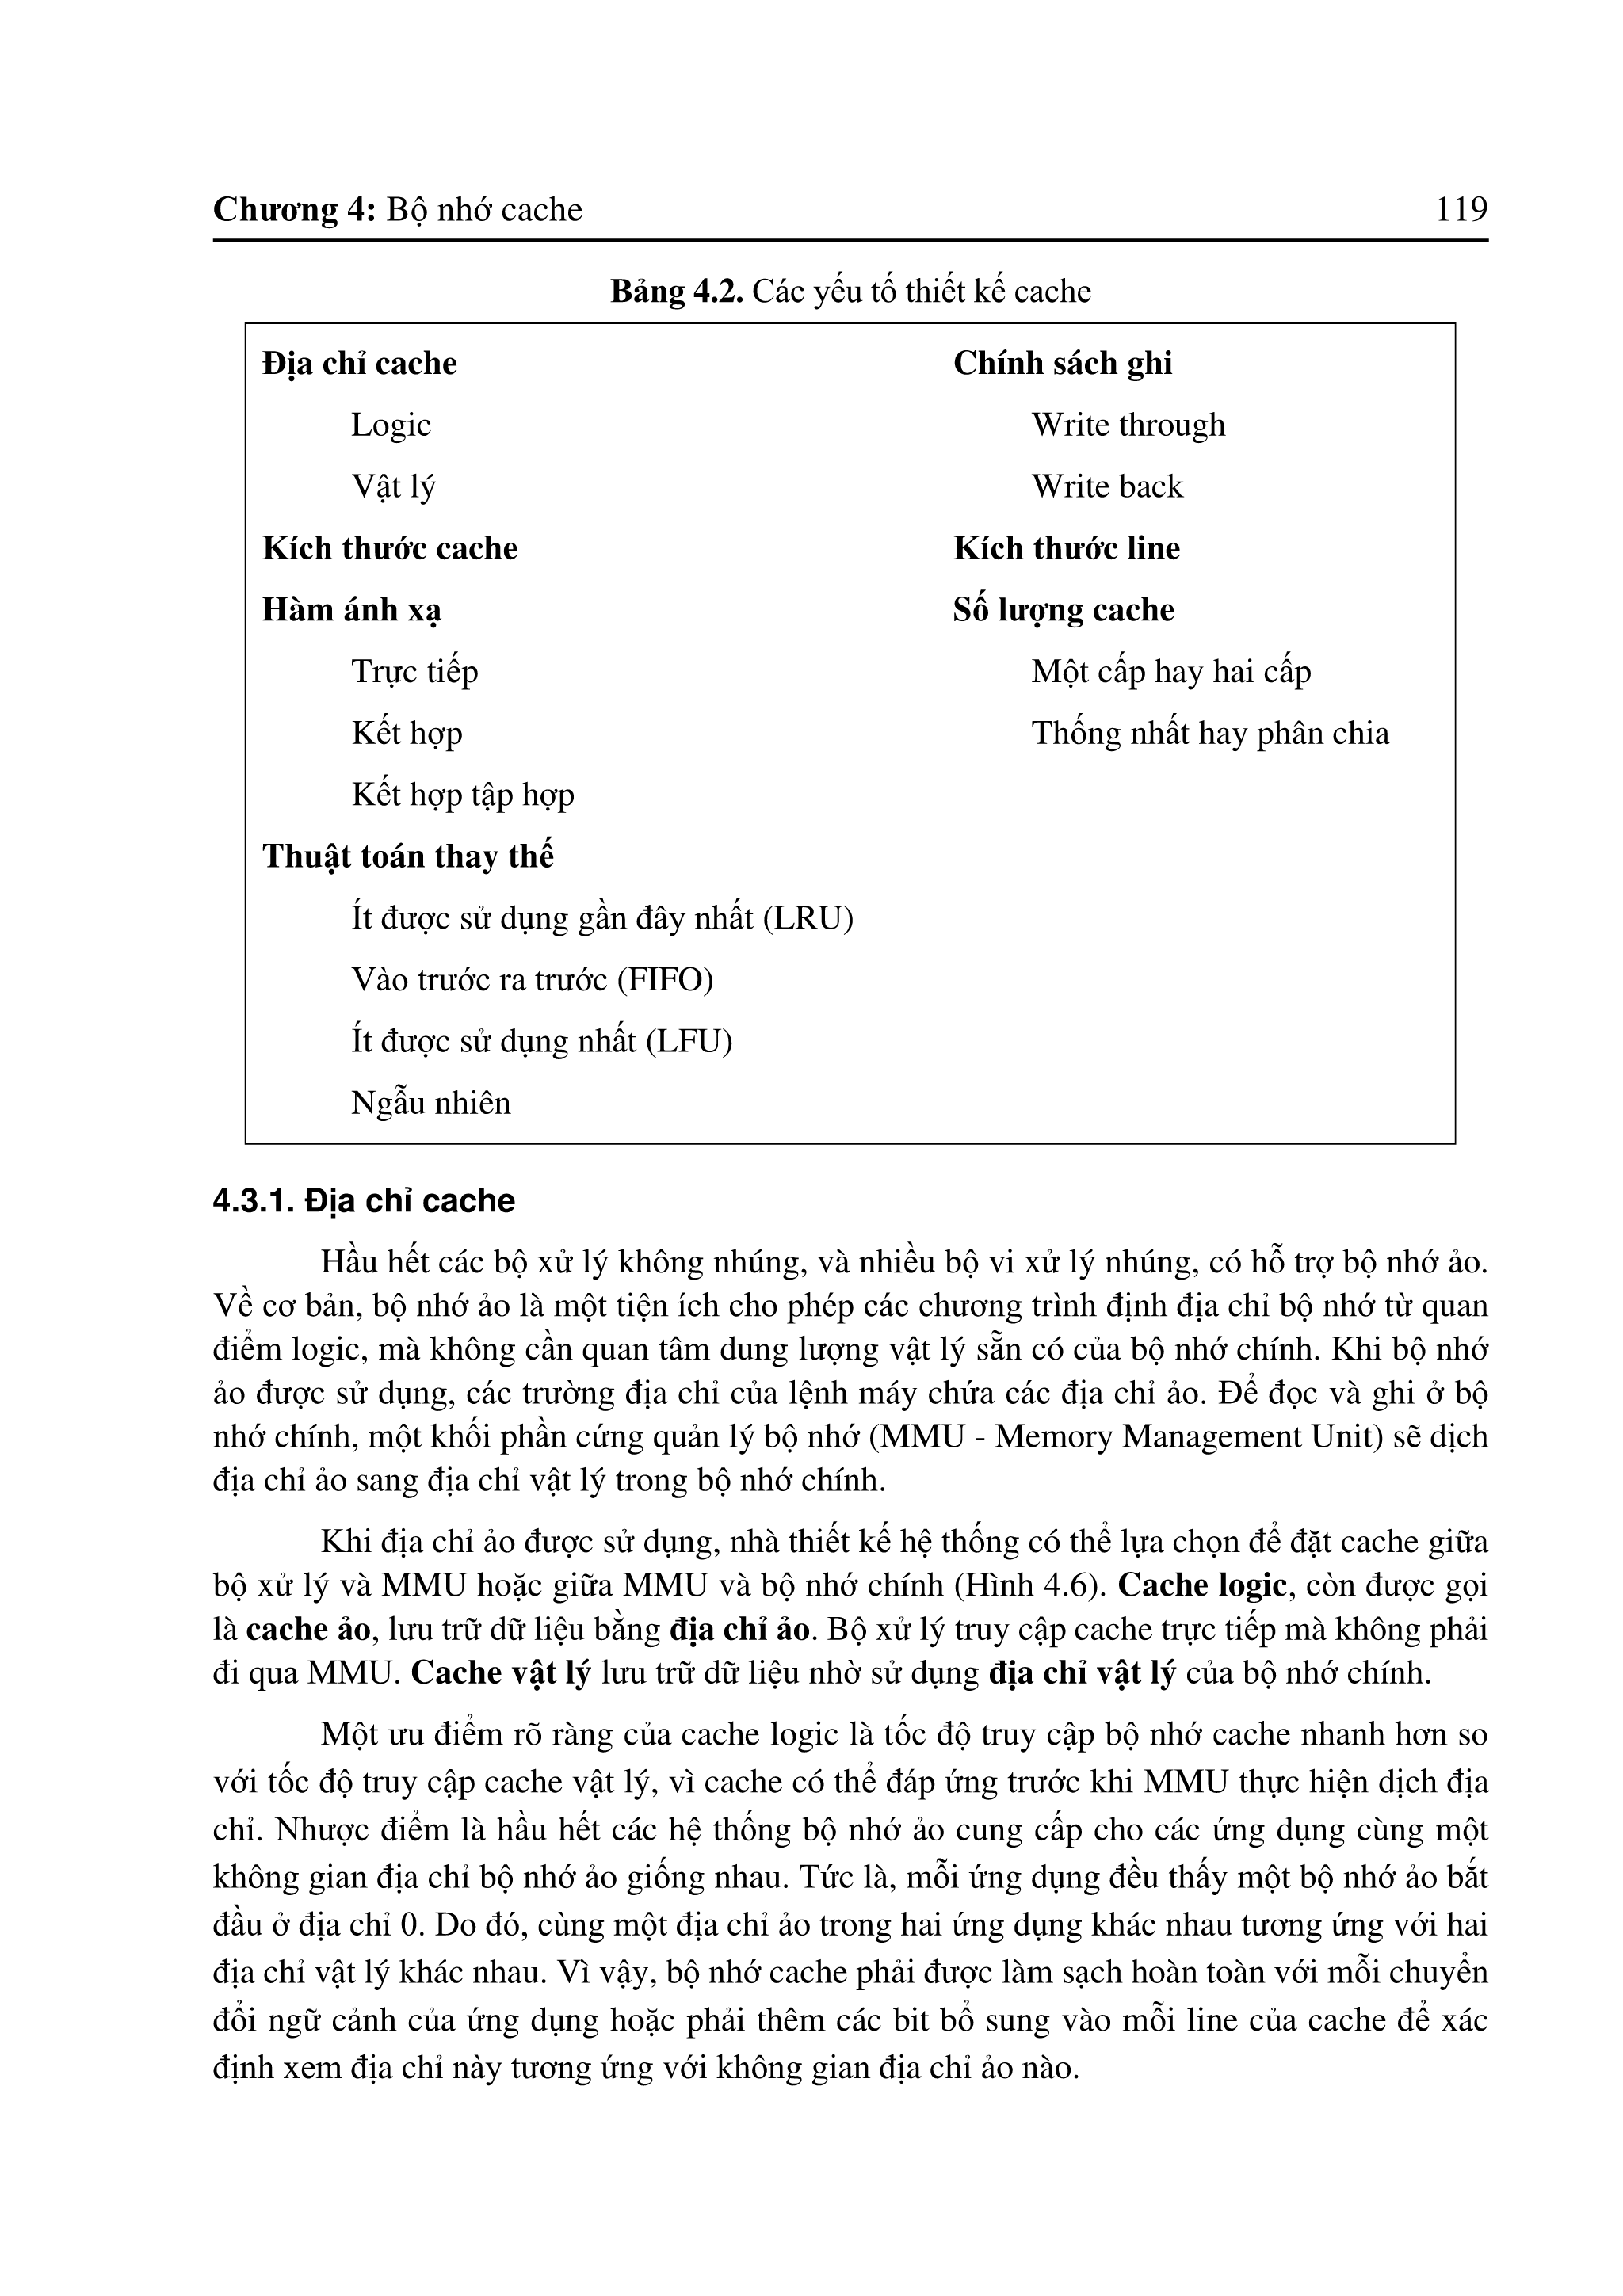 Chương 4: Bộ nhớ cache 119
Bảng 4.2. Các yếu tố thiết kế cache
Địa chỉ cache
Logic
Vật lý
Kích thước cache
Hàm ánh xạ
Trực tiếp
Kết hợp
Kết hợp tập hợp
Thuật toán thay thế
Ít được sử dụng gần đây nhất (LRU)
Vào trước ra trước (FIFO)
Ít được sử dụng nhất (LFU)
Ngẫu nhiên
Chính sách ghi
Write through
Write back
Kích thước line
Số lượng cache
Một cấp hay hai cấp
Thống nhất hay phân chia
4.3.1. Địa chỉ cache
Hầu hết các bộ xử lý không nhúng, và nhiều bộ vi xử lý nhúng, có hỗ trợ bộ nhớ ảo.
Về cơ bản, bộ nhớ ảo là một tiện ích cho phép các chương trình định địa chỉ bộ nhớ từ quan
điểm logic, mà không cần quan tâm dung lượng vật lý sẵn có của bộ nhớ chính. Khi bộ nhớ
ảo được sử dụng, các trường địa chỉ của lệnh máy chứa các địa chỉ ảo. Để đọc và ghi ở bộ
nhớ chính, một khối phần cứng quản lý bộ nhớ (MMU - Memory Management Unit) sẽ dịch
địa chỉ ảo sang địa chỉ vật lý trong bộ nhớ chính.
Khi địa chỉ ảo được sử dụng, nhà thiết kế hệ thống có thể lựa chọn để đặt cache giữa
bộ xử lý và MMU hoặc giữa MMU và bộ nhớ chính (Hình 4.6). Cache logic, còn được gọi
là cache ảo, lưu trữ dữ liệu bằng địa chỉ ảo. Bộ xử lý truy cập cache trực tiếp mà không phải
đi qua MMU. Cache vật lý lưu trữ dữ liệu nhờ sử dụng địa chỉ vật lý của bộ nhớ chính.
Một ưu điểm rõ ràng của cache logic là tốc độ truy cập bộ nhớ cache nhanh hơn so
với tốc độ truy cập cache vật lý, vì cache có thể đáp ứng trước khi MMU thực hiện dịch địa
chỉ. Nhược điểm là hầu hết các hệ thống bộ nhớ ảo cung cấp cho các ứng dụng cùng một
không gian địa chỉ bộ nhớ ảo giống nhau. Tức là, mỗi ứng dụng đều thấy một bộ nhớ ảo bắt
đầu ở địa chỉ 0. Do đó, cùng một địa chỉ ảo trong hai ứng dụng khác nhau tương ứng với hai
địa chỉ vật lý khác nhau. Vì vậy, bộ nhớ cache phải được làm sạch hoàn toàn với mỗi chuyển
đổi ngữ cảnh của ứng dụng hoặc phải thêm các bit bổ sung vào mỗi line của cache để xác
định xem địa chỉ này tương ứng với không gian địa chỉ ảo nào.